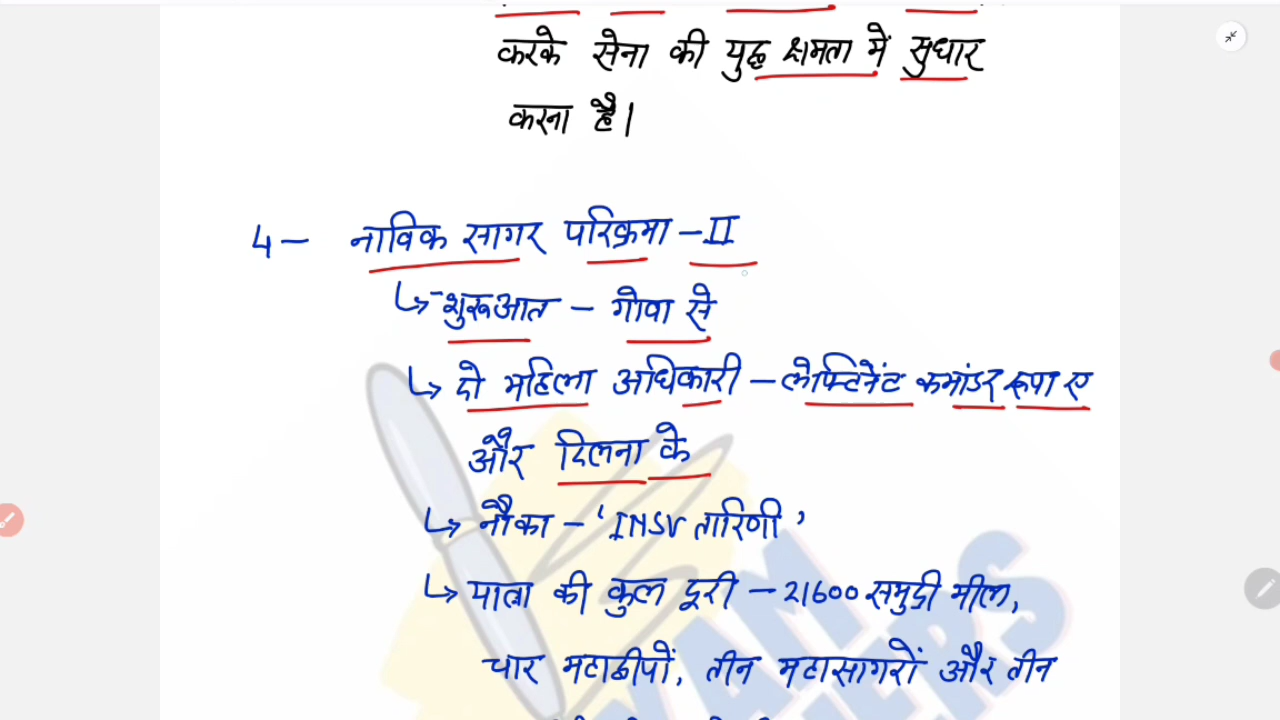 करके सेना की युद्ध क्षमता में सुधार
करना है।
4- नाविक सागर परिक्रमा -II
↳ शुरूआत - गोवा से
↳ दो महिला अधिकारी - लेफ्टिनेंट कमांडर रूपा ए
और दिलना के
↳ नौका - 'INSV तारिणी'
↳ यात्रा की कुल दूरी - 21600 समुद्री मील,
चार महाद्वीपों, तीन महासागरों और तीन